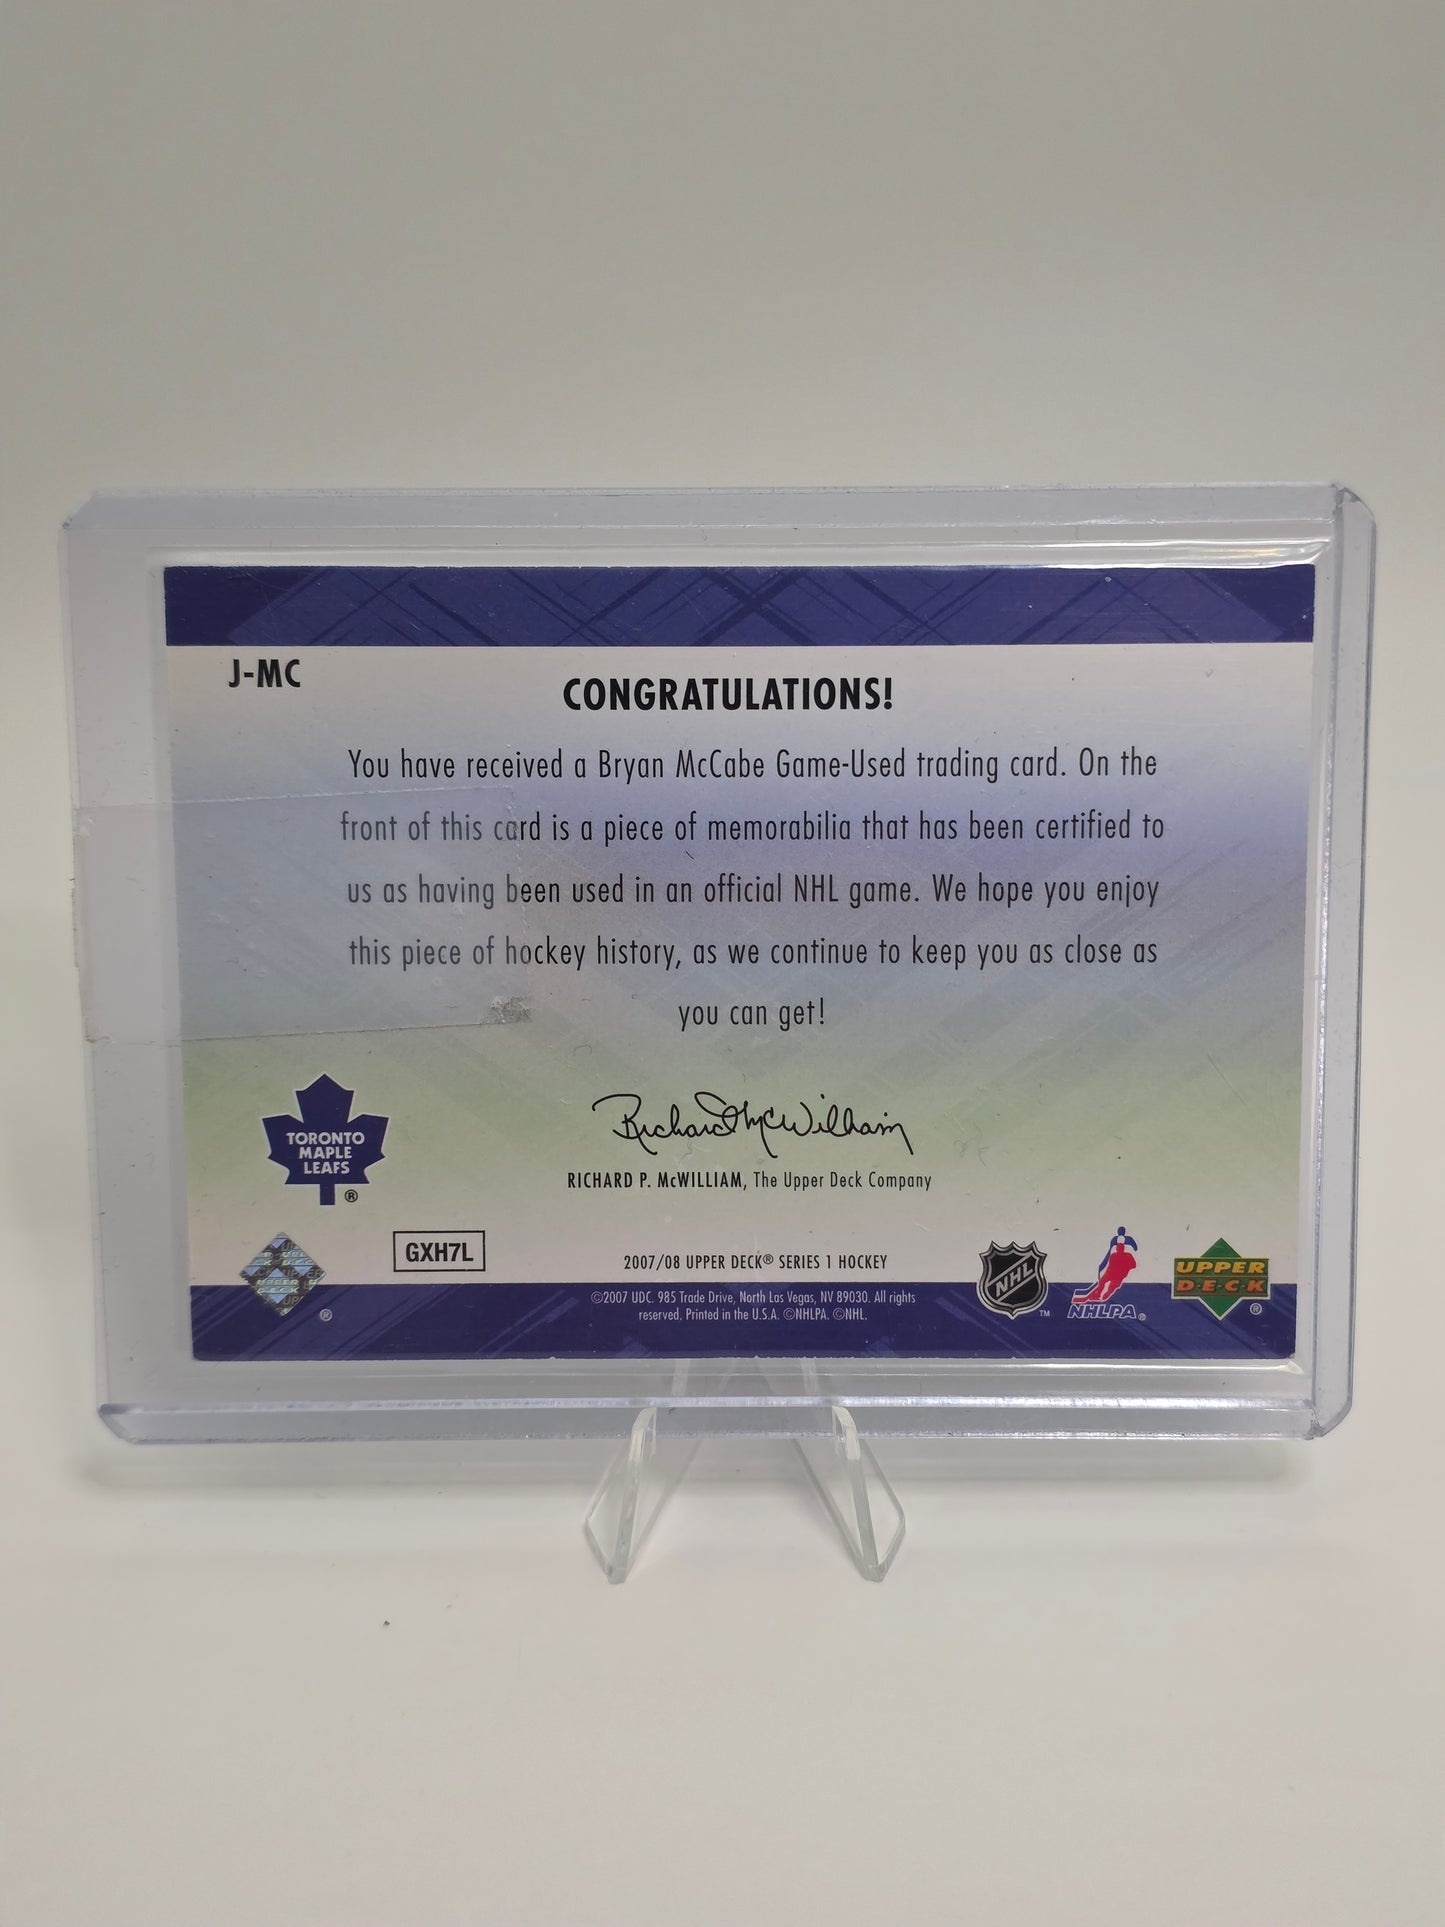 J-MC
CONGRATULATIONS!
You have received a Bryan McCabe Game-Used trading card. On the
front of this card is a piece of memorabilia that has been certified to
us as having been used in an official NHL game. We hope you enjoy
this piece of hockey history, as we continue to keep you as close as
you can get!
Richard P. McWilliam
RICHARD P. McWILLIAM, The Upper Deck Company
TORONTO
MAPLE
LEAFS
®
GXH7L
2007/08 UPPER DECK® SERIES 1 HOCKEY
©2007 UDC. 985 Trade Drive, North Las Vegas, NV 89030. All rights
reserved. Printed in the U.S.A. ©NHLPA. ©NHL.
®
NHL
™
NHLPA®
UPPER
D·E·C·K
®